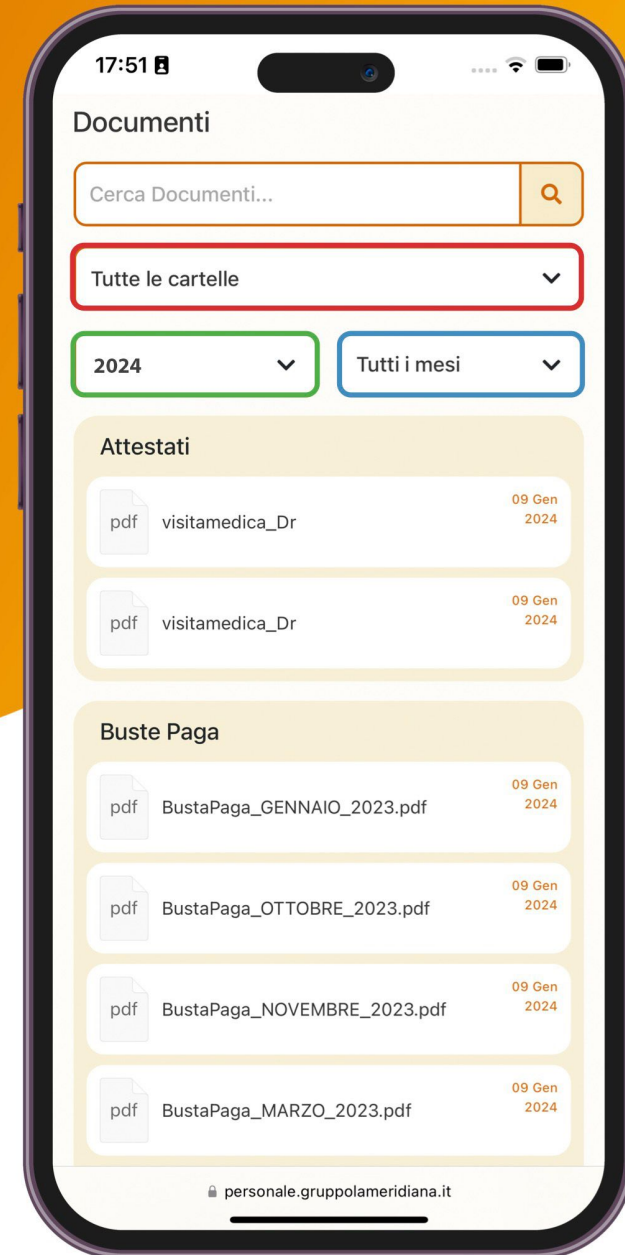 17:51
Documenti
Cerca Documenti...
Tutte le cartelle
2024 Tutti i mesi
Attestati
pdf visitamedica_Dr 09 Gen
2024
pdf visitamedica_Dr 09 Gen
2024
Buste Paga
pdf BustaPaga_GENNAIO_2023.pdf 09 Gen
2024
pdf BustaPaga_OTTOBRE_2023.pdf 09 Gen
2024
pdf BustaPaga_NOVEMBRE_2023.pdf 09 Gen
2024
pdf BustaPaga_MARZO_2023.pdf 09 Gen
2024
personale.gruppolameridiana.it